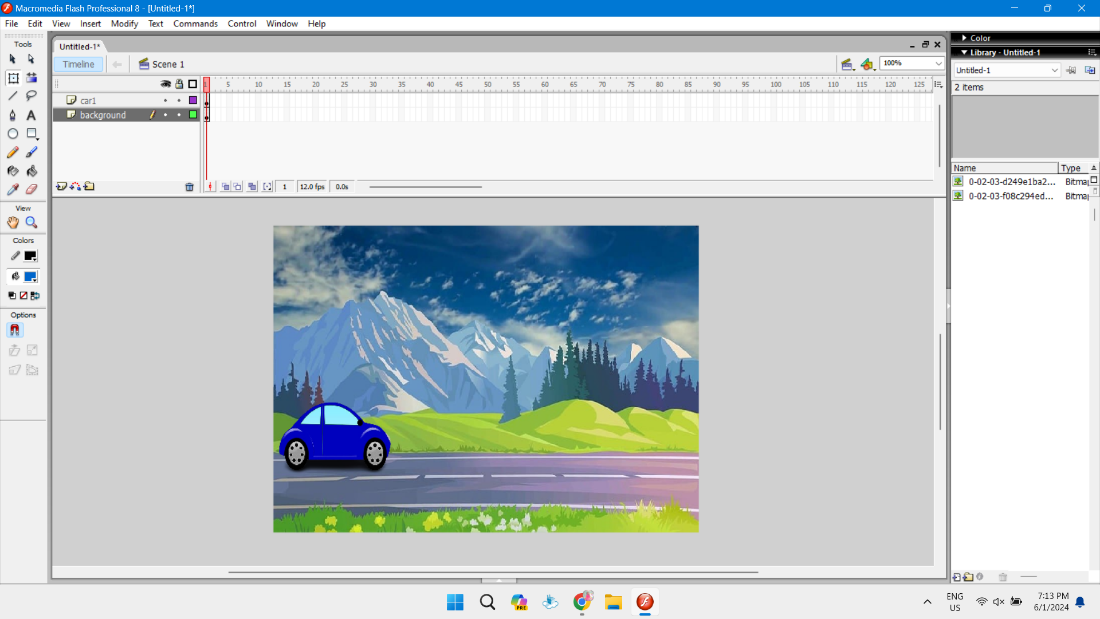 Macromedia Flash Professional 8 - [Untitled-1*]
File Edit View Insert Modify Text Commands Control Window Help
Tools
View
Colors
Options
Untitled-1*
Timeline
Scene 1
100%
1 5 10 15 20 25 30 35 40 45 50 55 60 65 70 75 80 85 90 95 100 105 110 115 120 125
car1
background
1 12.0 fps 0.0s
Color
Library - Untitled-1
Untitled-1
2 items
Name Type
0-02-03-d249e1ba2... Bitmap
0-02-03-f08c294ed... Bitmap
PRE
ENG
US
7:13 PM
6/1/2024